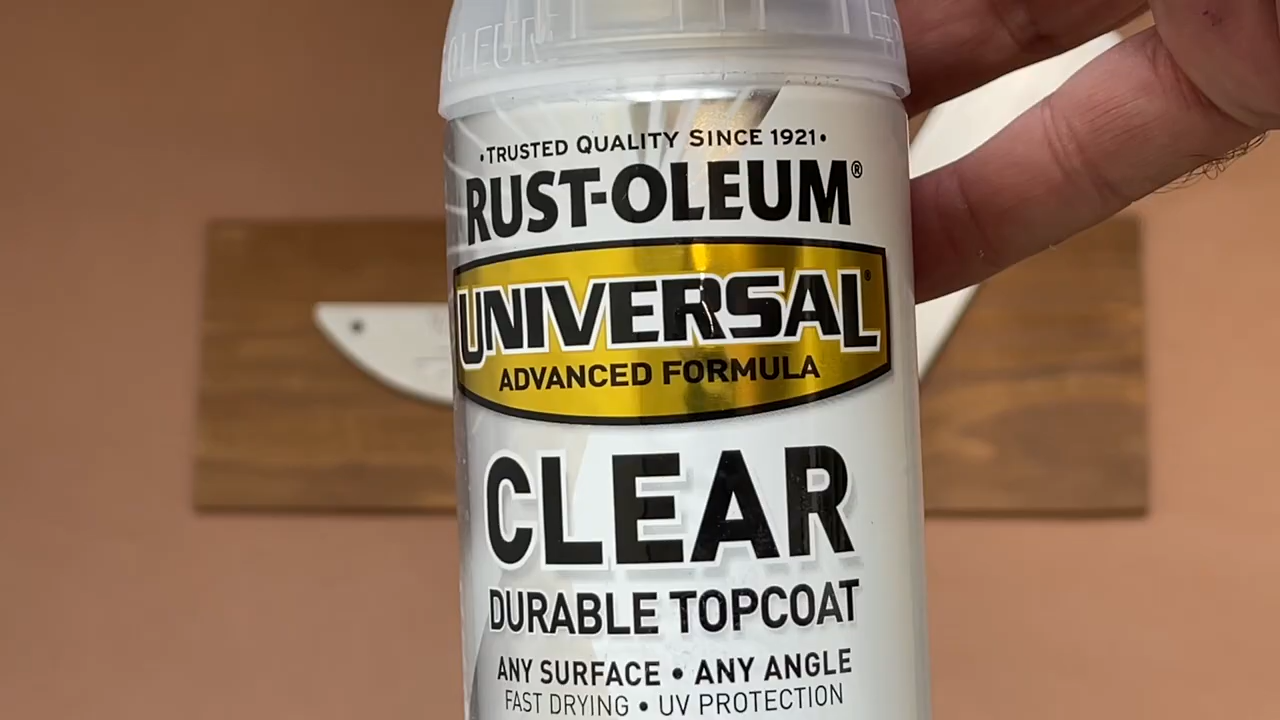 •TRUSTED QUALITY SINCE 1921•
RUST-OLEUM®
UNIVERSAL®
ADVANCED FORMULA
CLEAR
DURABLE TOPCOAT
ANY SURFACE • ANY ANGLE
FAST DRYING • UV PROTECTION